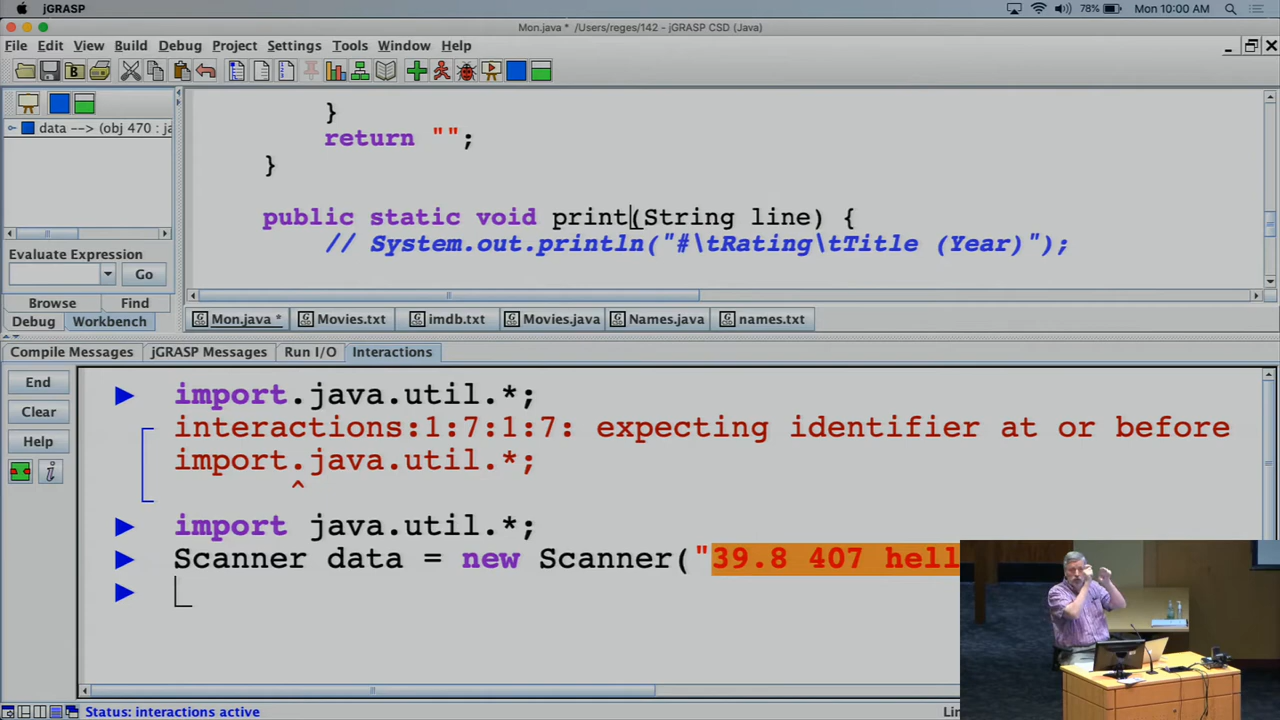 jGRASP
78%
Mon 10:00 AM
Mon.java * /Users/reges/142 - jGRASP CSD (Java)
File Edit View Build Debug Project Settings Tools Window Help
data --> (obj 470 : ja
Evaluate Expression
Go
Browse Find
Debug Workbench
}
return "";
}
public static void print(String line) {
// System.out.println("#\tRating\tTitle (Year)");
Mon.java * Movies.txt imdb.txt Movies.java Names.java names.txt
Compile Messages jGRASP Messages Run I/O Interactions
End
Clear
Help
import.java.util.*;
interactions:1:7:1:7: expecting identifier at or before
import.java.util.*;
^
import java.util.*;
Scanner data = new Scanner("39.8 407 hell
Status: interactions active